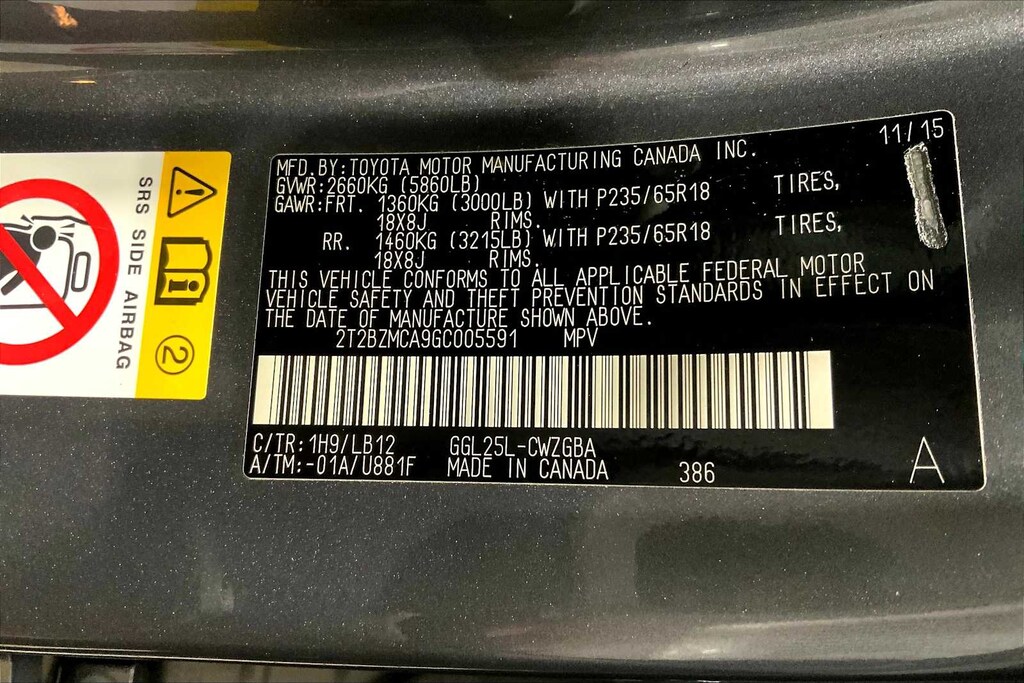 SRS SIDE AIRBAG
2
11/15
MFD.BY:TOYOTA MOTOR MANUFACTURING CANADA INC.
GVWR:2660KG (5860LB)
GAWR:FRT. 1360KG (3000LB) WITH P235/65R18 TIRES,
18X8J RIMS.
RR. 1460KG (3215LB) WITH P235/65R18 TIRES,
18X8J RIMS.
THIS VEHICLE CONFORMS TO ALL APPLICABLE FEDERAL MOTOR
VEHICLE SAFETY AND THEFT PREVENTION STANDARDS IN EFFECT ON
THE DATE OF MANUFACTURE SHOWN ABOVE.
2T2BZMCA9GC005591 MPV
C/TR:1H9/LB12 GGL25L-CWZGBA
A/TM:-01A/U881F MADE IN CANADA 386 A